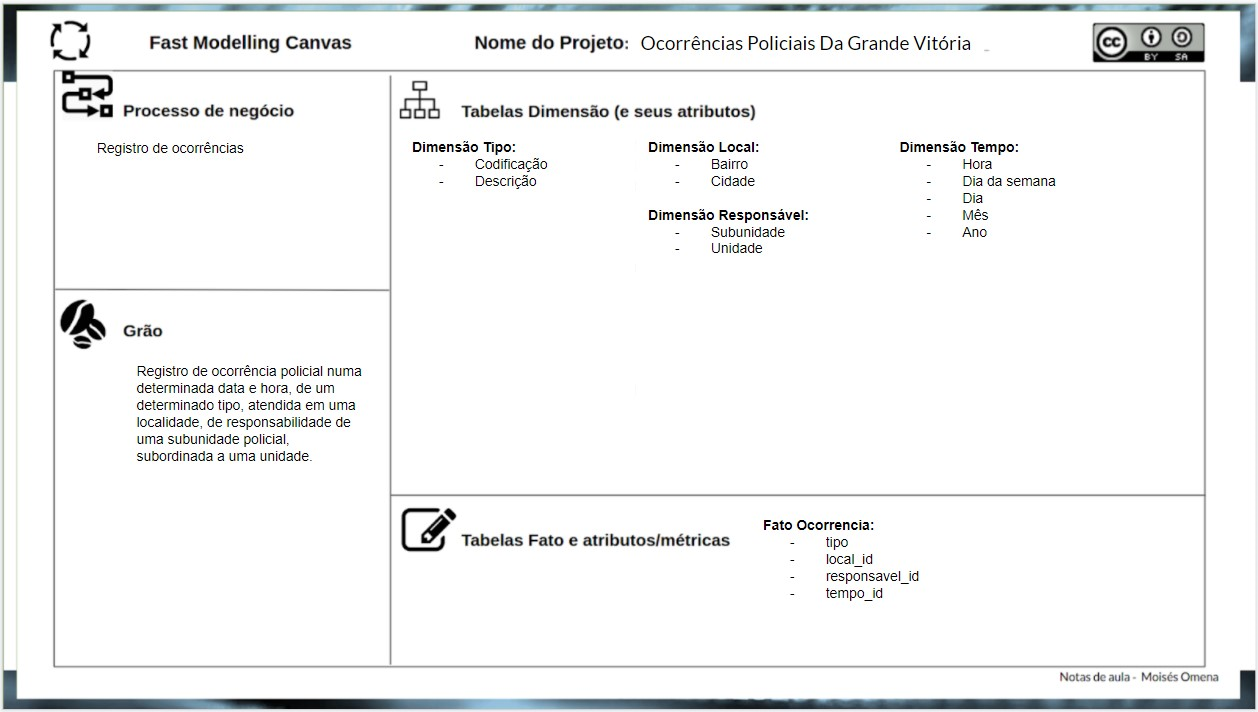 Fast Modelling Canvas
Nome do Projeto: Ocorrências Policiais Da Grande Vitória
cc BY SA
Processo de negócio
Registro de ocorrências
Grão
Registro de ocorrência policial numa
determinada data e hora, de um
determinado tipo, atendida em uma
localidade, de responsabilidade de
uma subunidade policial,
subordinada a uma unidade.
Tabelas Dimensão (e seus atributos)
Dimensão Tipo:
- Codificação
- Descrição
Dimensão Local:
- Bairro
- Cidade
Dimensão Responsável:
- Subunidade
- Unidade
Dimensão Tempo:
- Hora
- Dia da semana
- Dia
- Mês
- Ano
Tabelas Fato e atributos/métricas
Fato Ocorrencia:
- tipo
- local_id
- responsavel_id
- tempo_id
Notas de aula - Moisés Omena